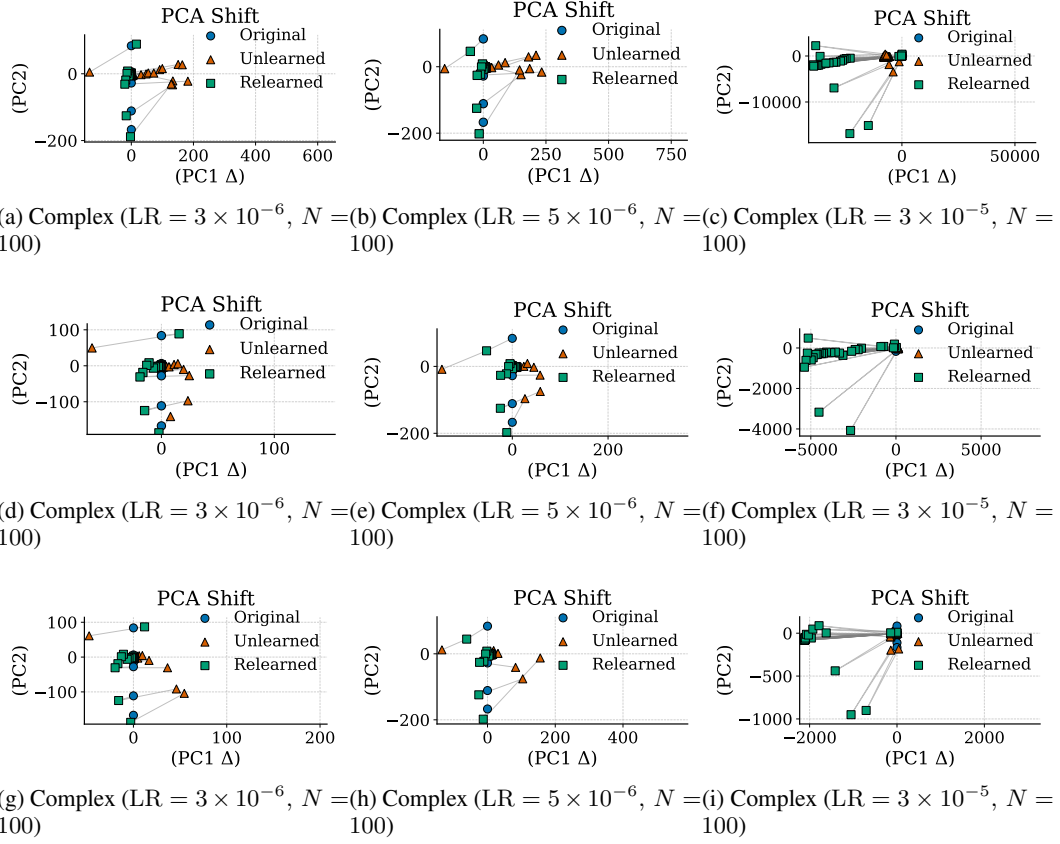 PCA Shift
Original
Unlearned
Relearned
0
−200
(PC2)
0 200 400 600
(PC1 Δ)
PCA Shift
Original
Unlearned
Relearned
0
−200
(PC2)
0 250 500 750
(PC1 Δ)
PCA Shift
Original
Unlearned
Relearned
0
−10000
(PC2)
0 50000
(PC1 Δ)
(a) Complex (LR = 3 × 10⁻⁶, N =
100)
(b) Complex (LR = 5 × 10⁻⁶, N =
100)
(c) Complex (LR = 3 × 10⁻⁵, N =
100)
PCA Shift
Original
Unlearned
Relearned
100
0
−100
(PC2)
0 100
(PC1 Δ)
PCA Shift
Original
Unlearned
Relearned
0
−200
(PC2)
0 200
(PC1 Δ)
PCA Shift
Original
Unlearned
Relearned
0
−2000
−4000
(PC2)
−5000 0 5000
(PC1 Δ)
(d) Complex (LR = 3 × 10⁻⁶, N =
100)
(e) Complex (LR = 5 × 10⁻⁶, N =
100)
(f) Complex (LR = 3 × 10⁻⁵, N =
100)
PCA Shift
Original
Unlearned
Relearned
100
0
−100
(PC2)
0 100 200
(PC1 Δ)
PCA Shift
Original
Unlearned
Relearned
0
−200
(PC2)
0 200 400
(PC1 Δ)
PCA Shift
Original
Unlearned
Relearned
0
−500
−1000
(PC2)
−2000 0 2000
(PC1 Δ)
(g) Complex (LR = 3 × 10⁻⁶, N =
100)
(h) Complex (LR = 5 × 10⁻⁶, N =
100)
(i) Complex (LR = 3 × 10⁻⁵, N =
100)